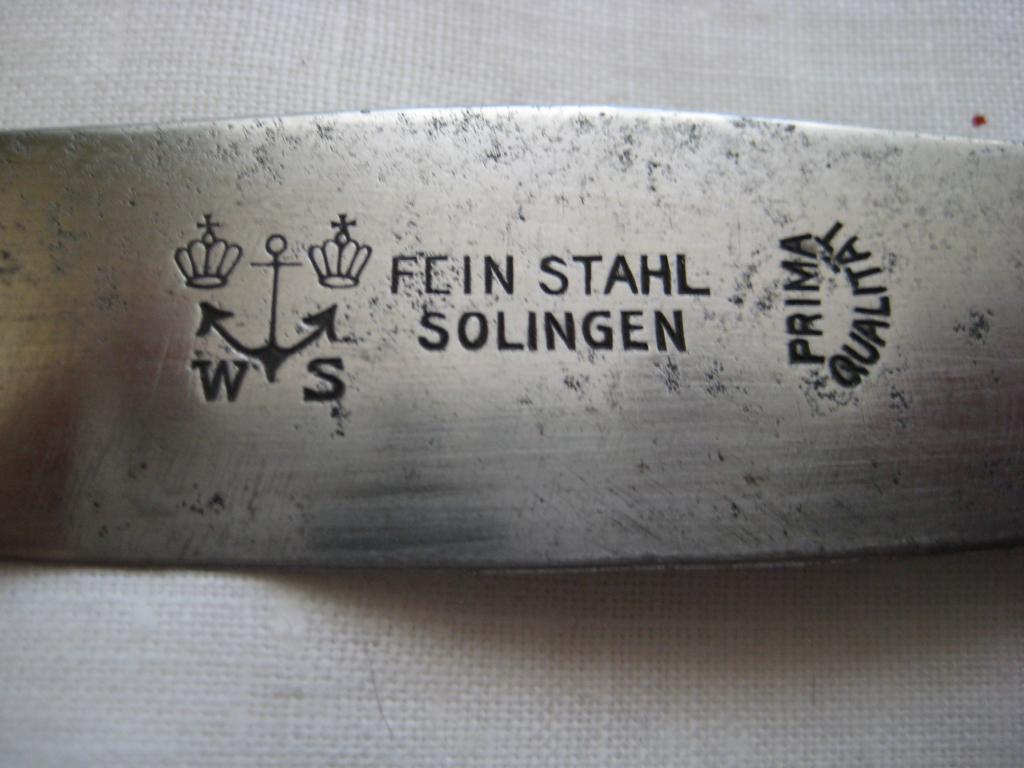 W S
FEIN STAHL
SOLINGEN
PRIMA
QUALITÄT